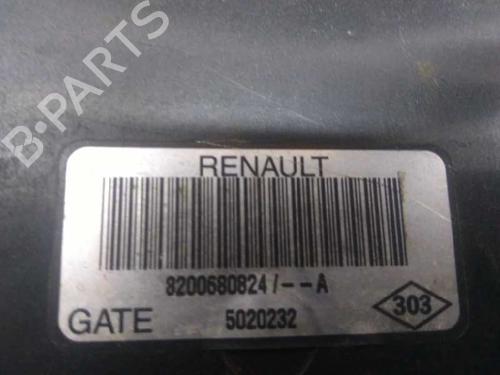 B-PARTS
RENAULT
8200680824/--A
303
GATE 5020232